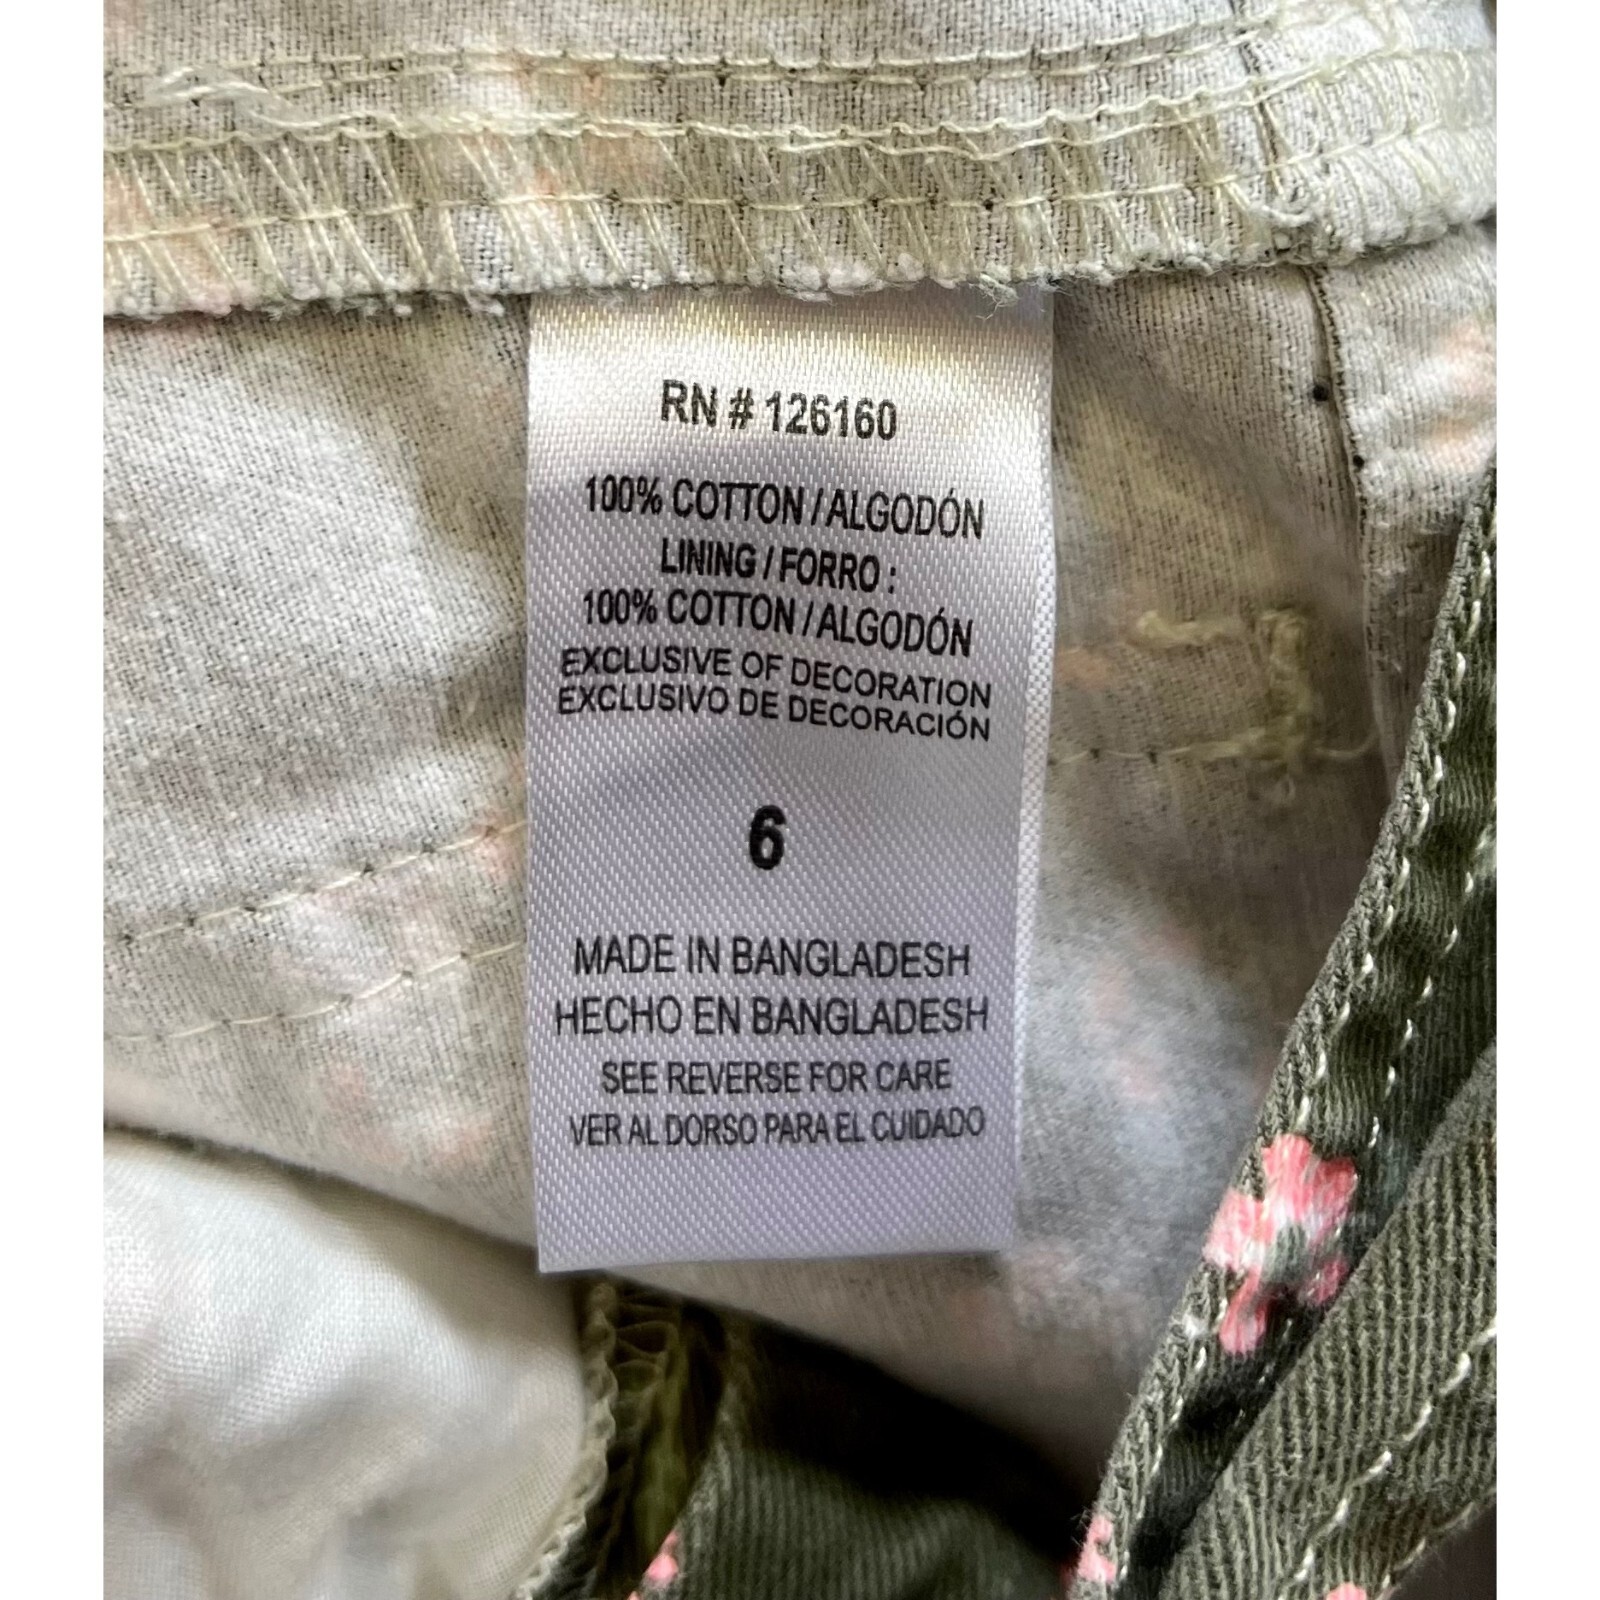 RN # 126160
100% COTTON / ALGODÓN
LINING / FORRO :
100% COTTON / ALGODÓN
EXCLUSIVE OF DECORATION
EXCLUSIVO DE DECORACIÓN
6
MADE IN BANGLADESH
HECHO EN BANGLADESH
SEE REVERSE FOR CARE
VER AL DORSO PARA EL CUIDADO